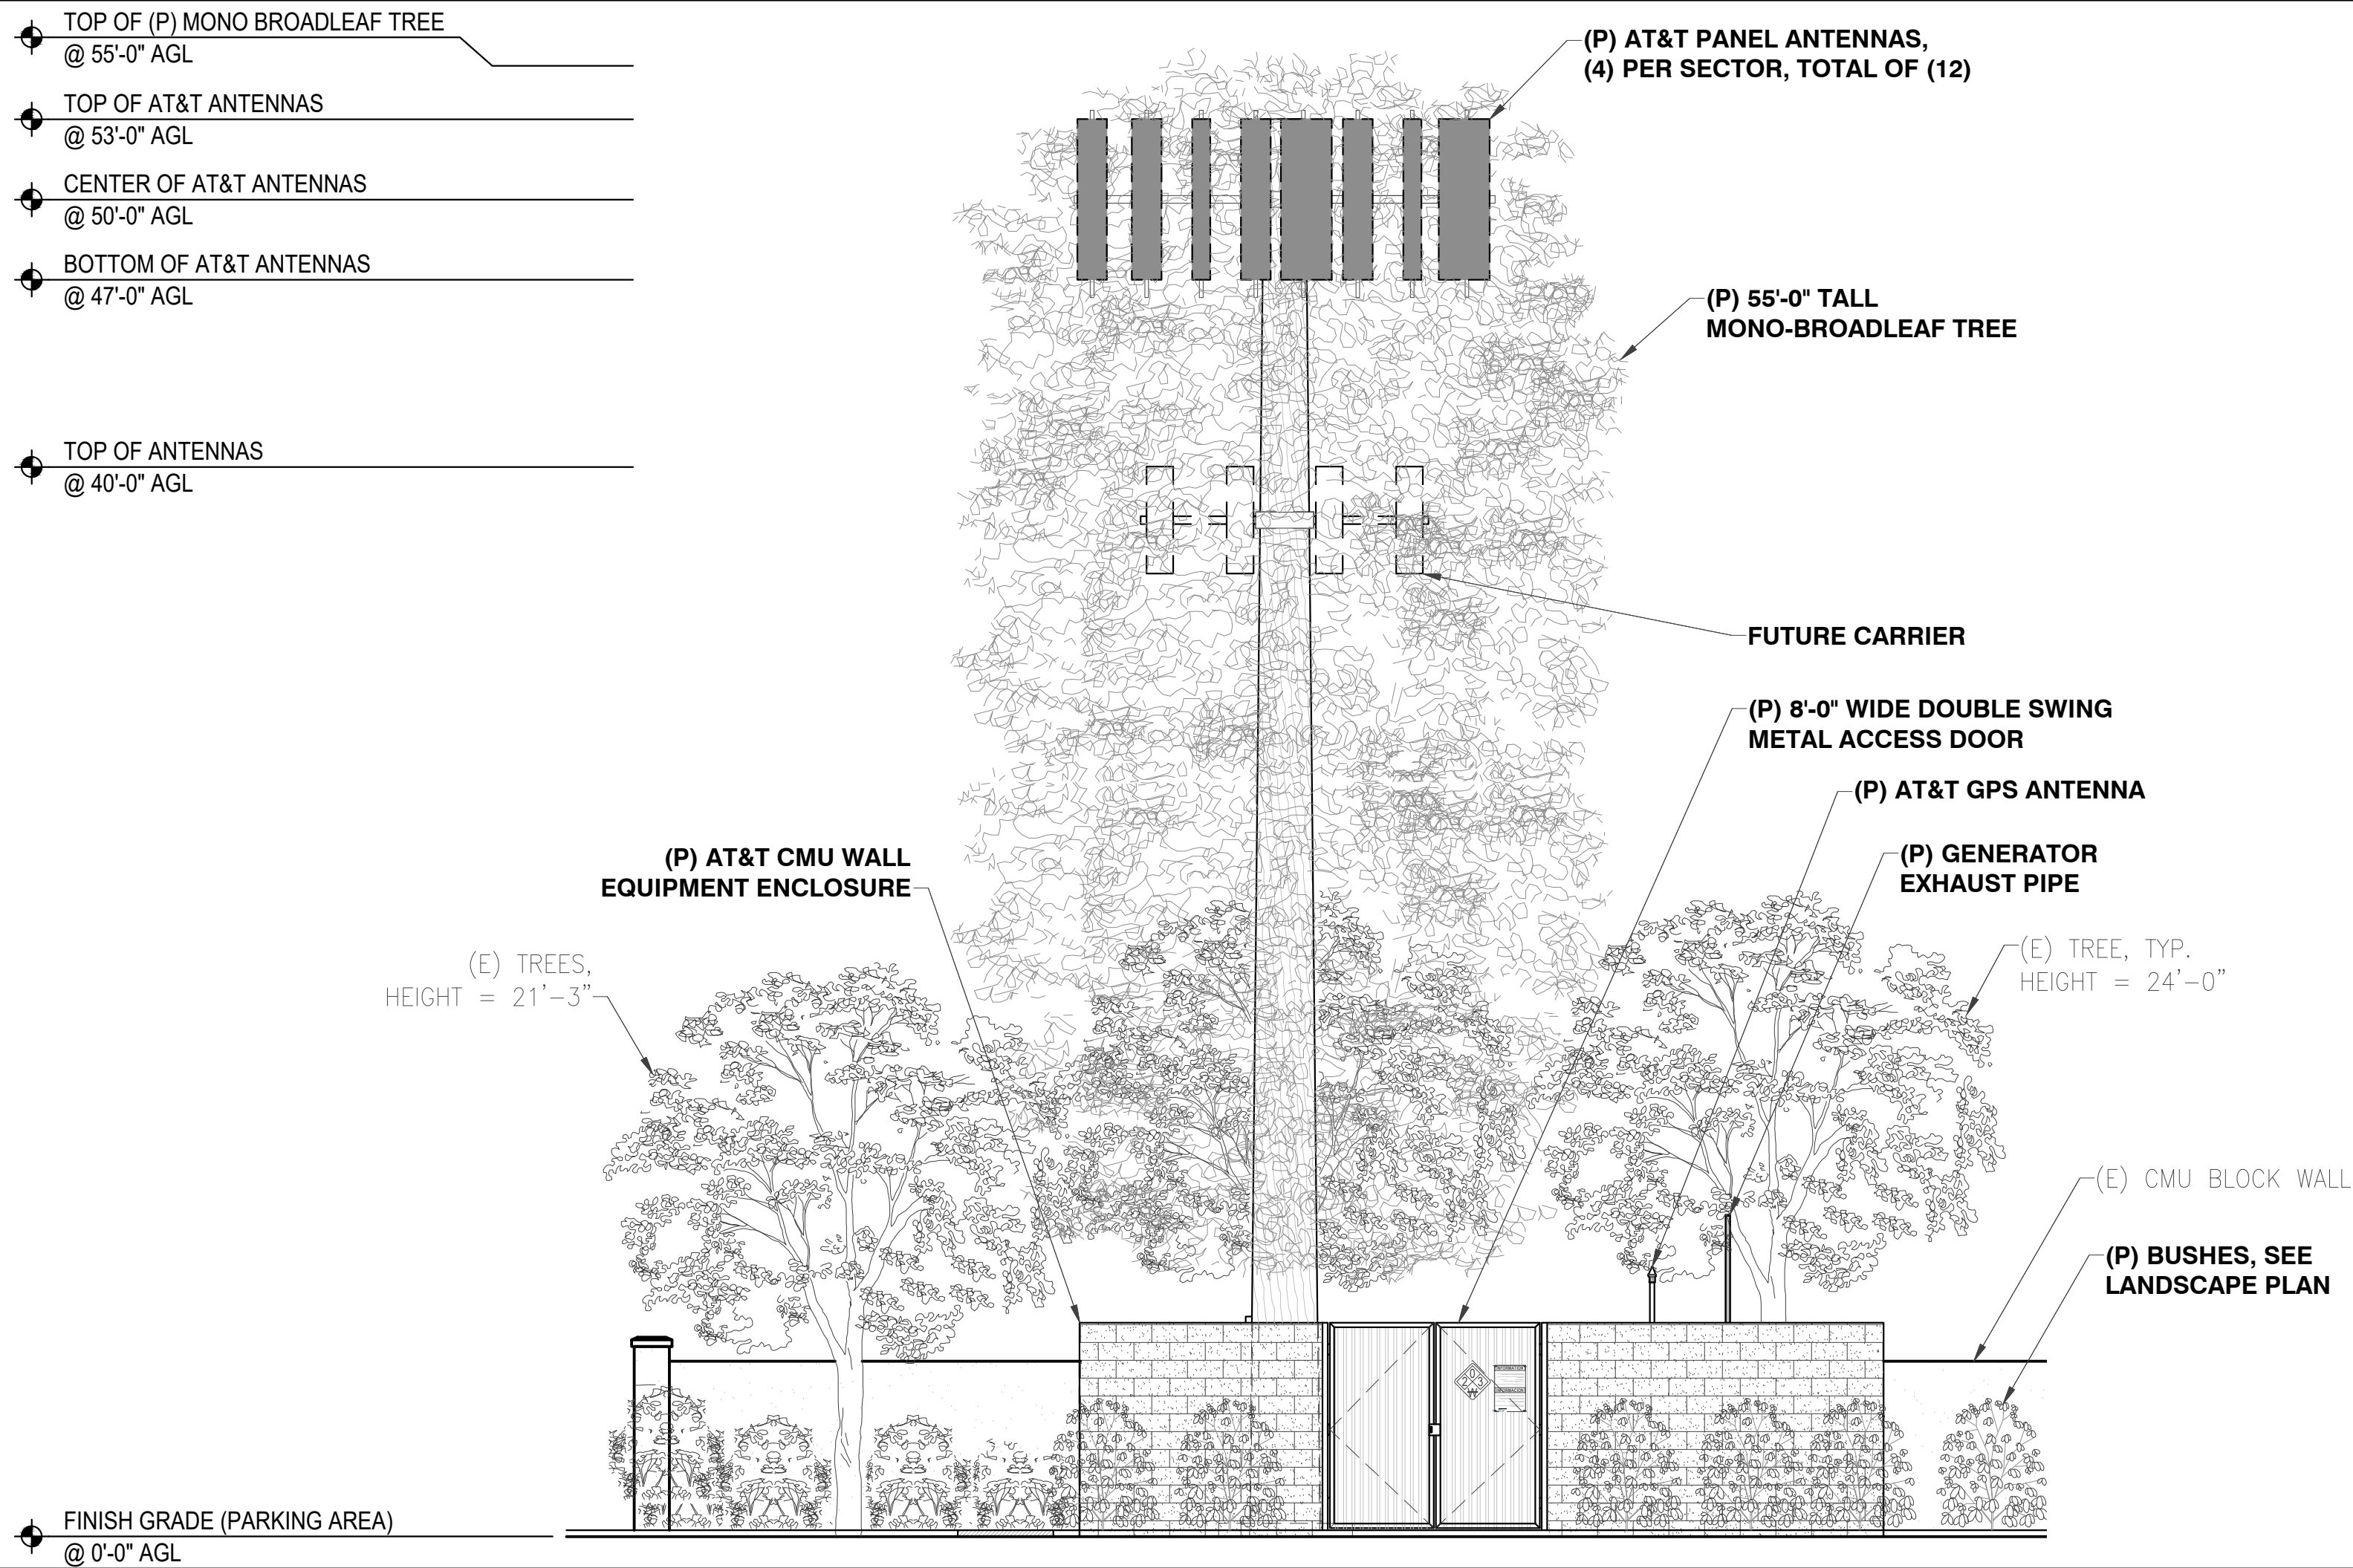 TOP OF (P) MONO BROADLEAF TREE
@ 55'-0" AGL
TOP OF AT&T ANTENNAS
@ 53'-0" AGL
CENTER OF AT&T ANTENNAS
@ 50'-0" AGL
BOTTOM OF AT&T ANTENNAS
@ 47'-0" AGL
TOP OF ANTENNAS
@ 40'-0" AGL
(P) AT&T PANEL ANTENNAS,
(4) PER SECTOR, TOTAL OF (12)
(P) 55'-0" TALL
MONO-BROADLEAF TREE
FUTURE CARRIER
(P) 8'-0" WIDE DOUBLE SWING
METAL ACCESS DOOR
(P) AT&T GPS ANTENNA
(P) GENERATOR
EXHAUST PIPE
(P) AT&T CMU WALL
EQUIPMENT ENCLOSURE
(E) TREES,
HEIGHT = 21'-3"
(E) TREE, TYP.
HEIGHT = 24'-0"
(E) CMU BLOCK WALL
(P) BUSHES, SEE
LANDSCAPE PLAN
0
2 3
W
INFORMATION
FINISH GRADE (PARKING AREA)
@ 0'-0" AGL